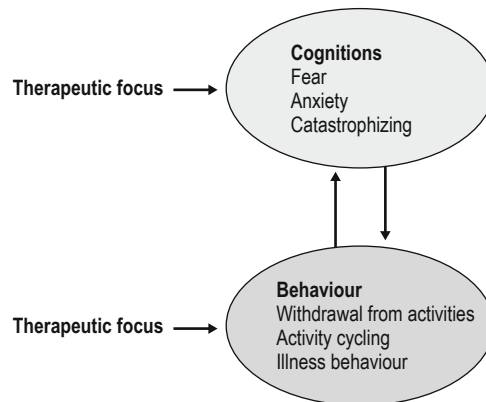 Cognitions
Fear
Therapeutic focus
Anxiety
Catastrophizing
Behaviour
Withdrawal from activities
Therapeutic focus
Activity cycling
Illness behaviour